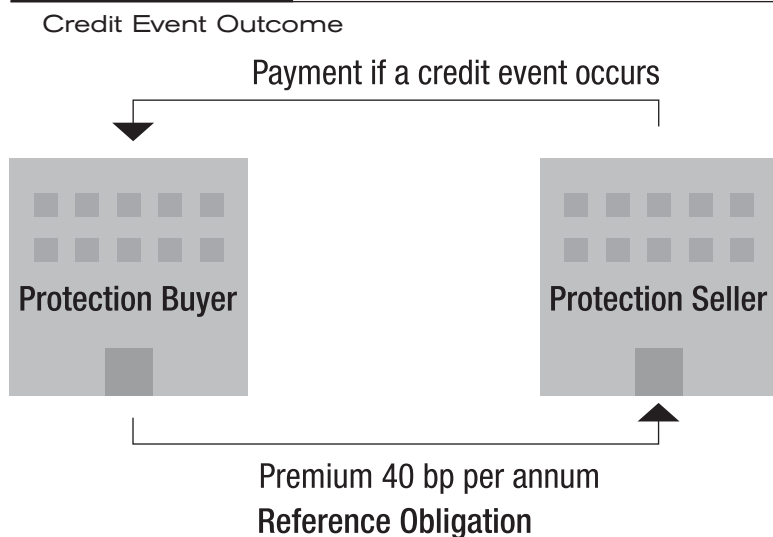 Credit Event Outcome
Payment if a credit event occurs
Protection Buyer
Protection Seller
Premium 40 bp per annum
Reference Obligation